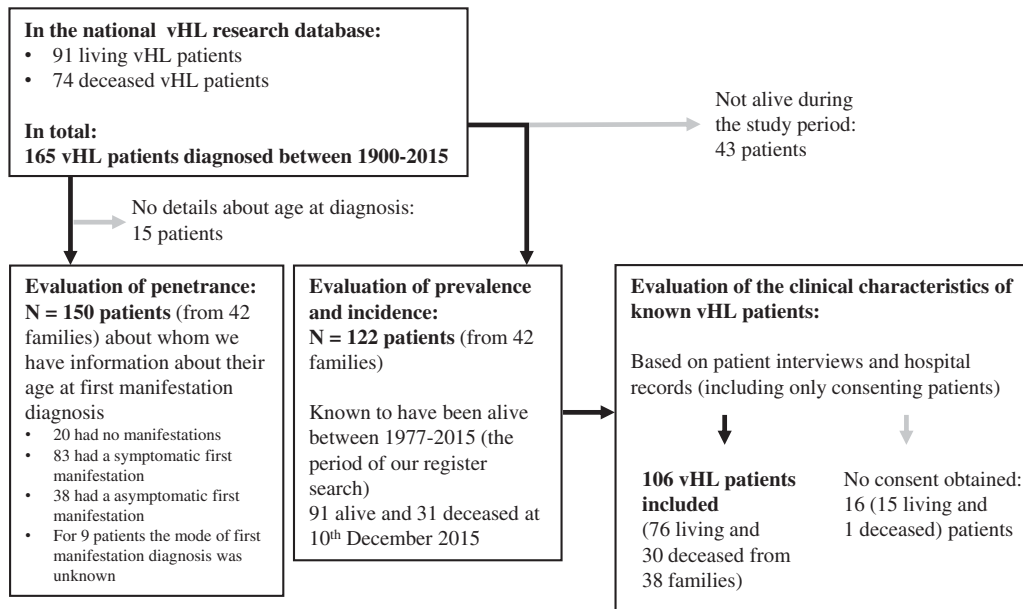 In the national vHL research database:
• 91 living vHL patients
• 74 deceased vHL patients
In total:
165 vHL patients diagnosed between 1900-2015
Not alive during
the study period:
43 patients
No details about age at diagnosis:
15 patients
Evaluation of penetrance:
N = 150 patients (from 42
families) about whom we
have information about their
age at first manifestation
diagnosis
• 20 had no manifestations
• 83 had a symptomatic first
manifestation
• 38 had a asymptomatic first
manifestation
• For 9 patients the mode of first
manifestation diagnosis was
unknown
Evaluation of prevalence
and incidence:
N = 122 patients (from 42
families)
Known to have been alive
between 1977-2015 (the
period of our register
search)
91 alive and 31 deceased at
10th December 2015
Evaluation of the clinical characteristics of
known vHL patients:
Based on patient interviews and hospital
records (including only consenting patients)
106 vHL patients
included
(76 living and
30 deceased from
38 families)
No consent obtained:
16 (15 living and
1 deceased) patients